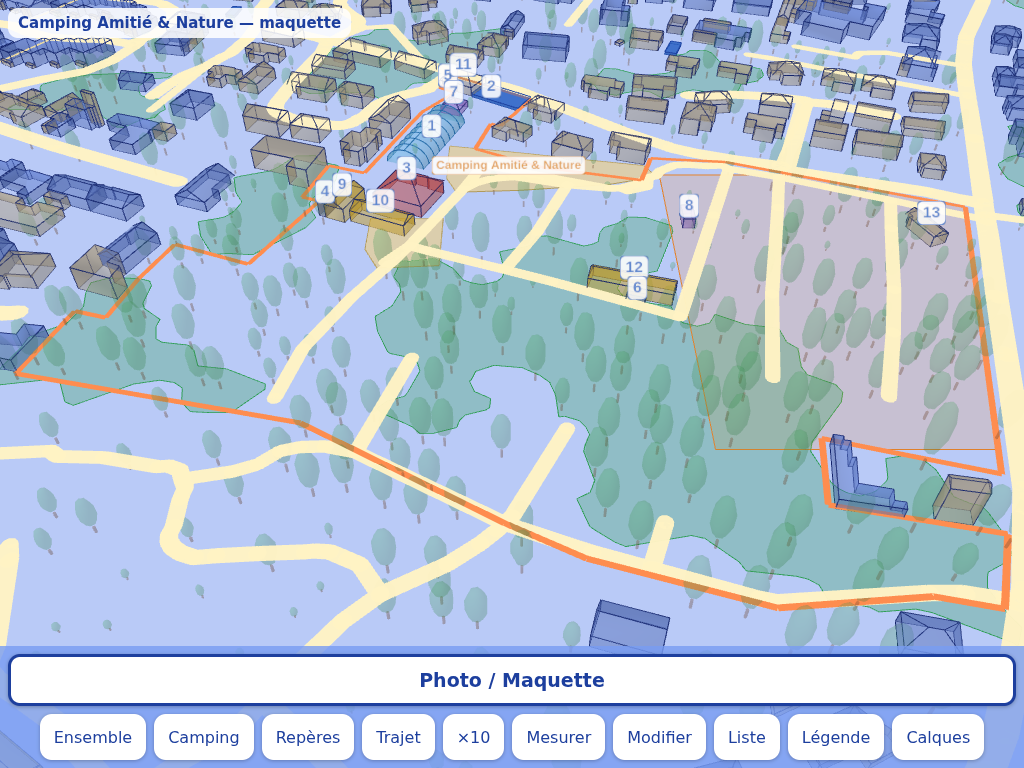 Camping Amitié & Nature — maquette
11
5
7
2
1
Camping Amitié & Nature
3
9
4
10
8
13
12
6
Photo / Maquette
Ensemble
Camping
Repères
Trajet
×10
Mesurer
Modifier
Liste
Légende
Calques